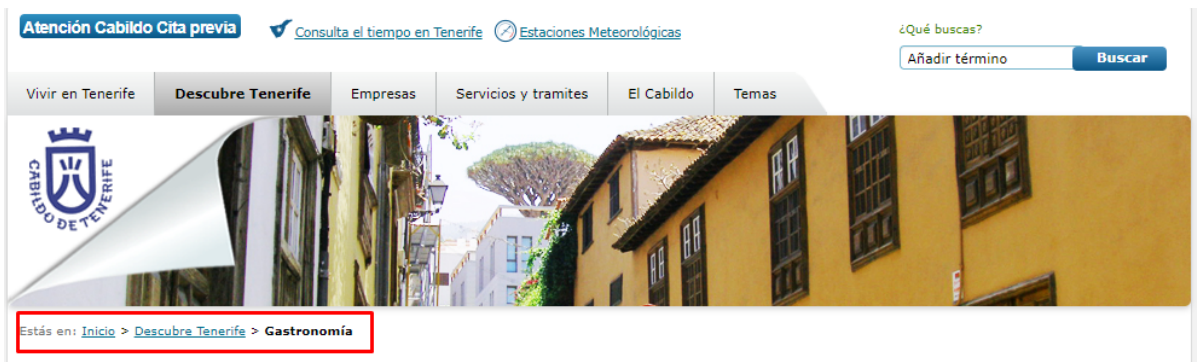 Atención Cabildo Cita previa
Consulta el tiempo en Tenerife
Estaciones Meteorológicas
¿Qué buscas?
Añadir término
Buscar
Vivir en Tenerife
Descubre Tenerife
Empresas
Servicios y tramites
El Cabildo
Temas
CABILDO DE TENERIFE
Estás en: Inicio > Descubre Tenerife > Gastronomía